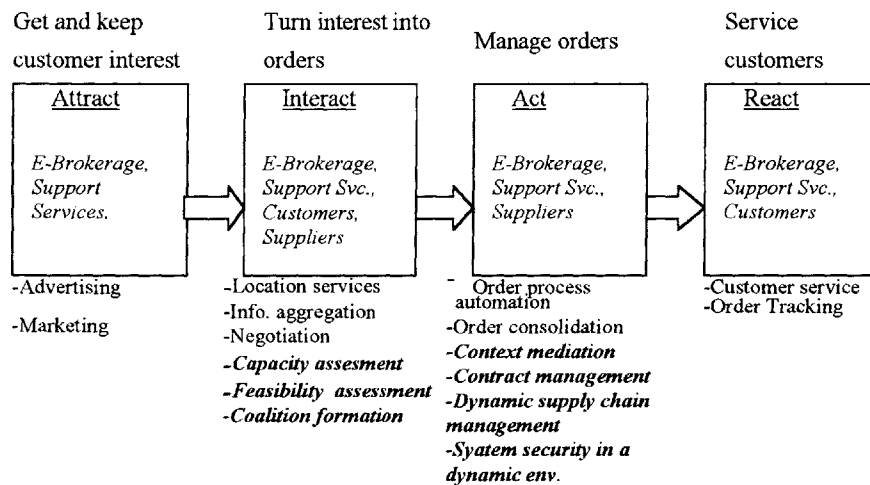 Get and keep
customer interest
Attract
E-Brokerage,
Support
Services.
-Advertising
-Marketing
Turn interest into
orders
Interact
E-Brokerage,
Support Svc.,
Customers,
Suppliers
-Location services
-Info. aggregation
-Negotiation
-Capacity assesment
-Feasibility assessment
-Coalition formation
Manage orders
Act
E-Brokerage,
Support Svc.,
Suppliers
- Order process
automation
-Order consolidation
-Context mediation
-Contract management
-Dynamic supply chain
management
-Syatem security in a
dynamic env.
Service
customers
React
E-Brokerage,
Support Svc.,
Customers
-Customer service
-Order Tracking